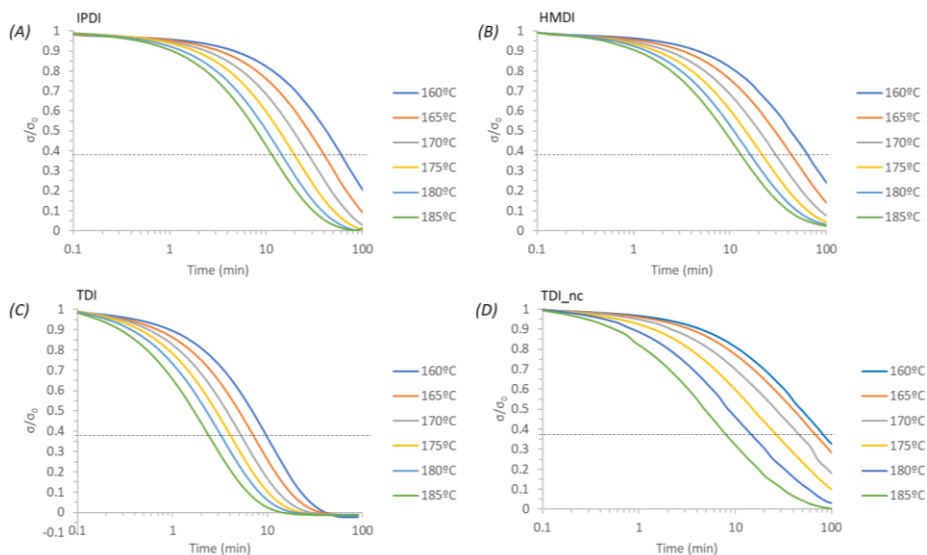 (A)
IPDI
1
0.9
0.8
0.7
0.6
0.5
0.4
0.3
0.2
0.1
0
σ/σ₀
0.1 1 10 100
Time (min)
160ºC
165ºC
170ºC
175ºC
180ºC
185ºC
(B)
HMDI
1
0.9
0.8
0.7
0.6
0.5
0.4
0.3
0.2
0.1
0
σ/σ₀
0.1 1 10 100
Time (min)
160ºC
165ºC
170ºC
175ºC
180ºC
185ºC
(C)
TDI
1
0.9
0.8
0.7
0.6
0.5
0.4
0.3
0.2
0.1
0
-0.1
σ/σ₀
0.1 1 10 100
Time (min)
160ºC
165ºC
170ºC
175ºC
180ºC
185ºC
(D)
TDI_nc
1
0.9
0.8
0.7
0.6
0.5
0.4
0.3
0.2
0.1
0
σ/σ₀
0.1 1 10 100
Time (min)
160ºC
165ºC
170ºC
175ºC
180ºC
185ºC